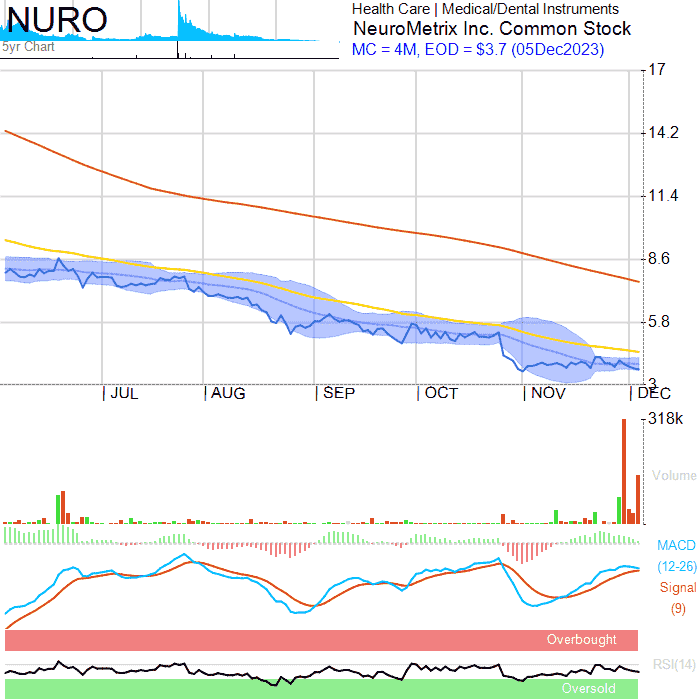 NURO
5yr Chart
Health Care | Medical/Dental Instruments
NeuroMetrix Inc. Common Stock
MC = 4M, EOD = $3.7 (05Dec2023)
17
14.2
11.4
8.6
5.8
3
JUL
AUG
SEP
OCT
NOV
DEC
318k
Volume
MACD
(12-26)
Signal
(9)
Overbought
RSI(14)
Oversold